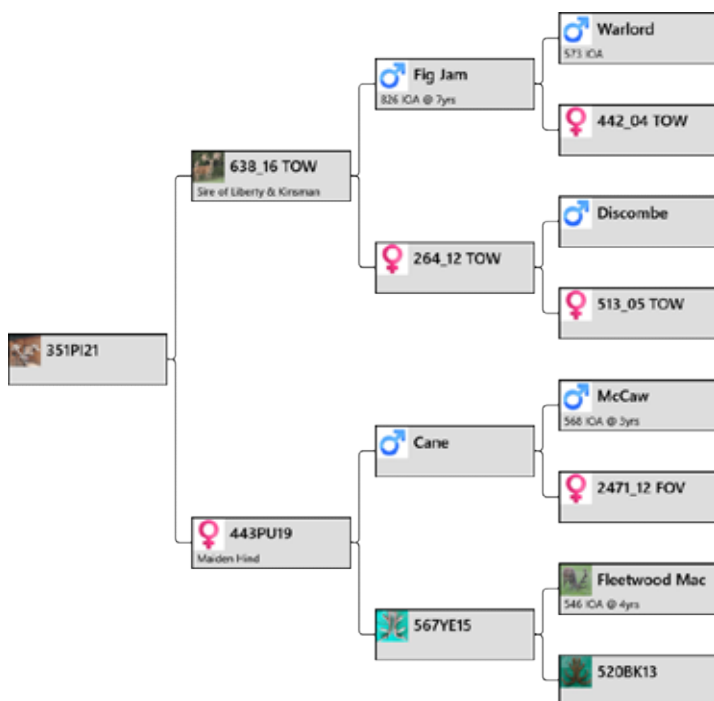 Warlord
573 IOA
Fig Jam
826 IOA @ 7yrs
442_04 TOW
638_16 TOW
Sire of Liberty & Kinsman
Discombe
264_12 TOW
513_05 TOW
351PI21
McCaw
568 IOA @ 3yrs
Cane
2471_12 FOV
443PU19
Maiden Hind
Fleetwood Mac
546 IOA @ 4yrs
567YE15
520BK13